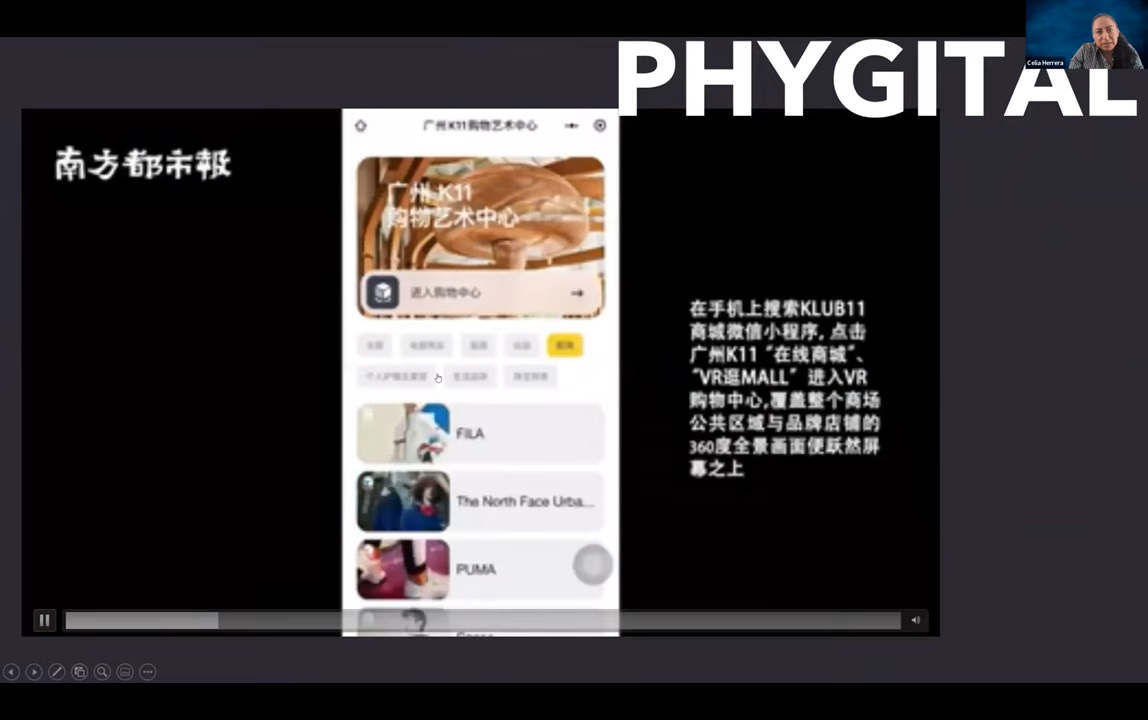 PHYGITAL
Celia Herrera
南方都市報
广州K11购物艺术中心
广州 K11
购物艺术中心
进入购物中心
FILA
The North Face Urba...
PUMA
在手机上搜索KLUB11
商城微信小程序, 点击
广州K11 "在线商城"、
"VR逛MALL" 进入VR
购物中心,覆盖整个商场
公共区域与品牌店铺的
360度全景画面便跃然屏
幕之上